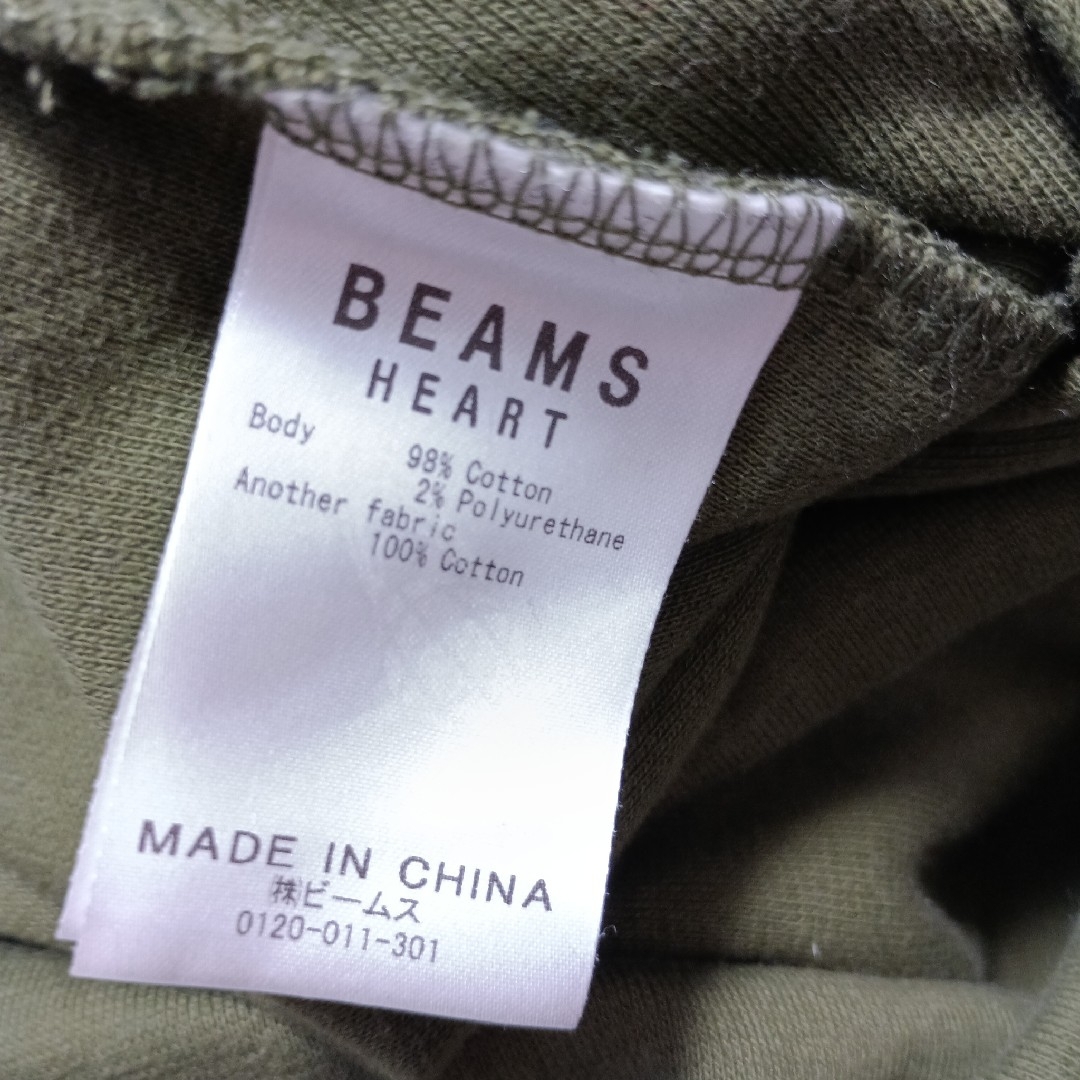 BEAMS
HEART
Body
98% Cotton
2% Polyurethane
Another fabric
100% Cotton
MADE IN CHINA
㈱ビームス
0120-011-301